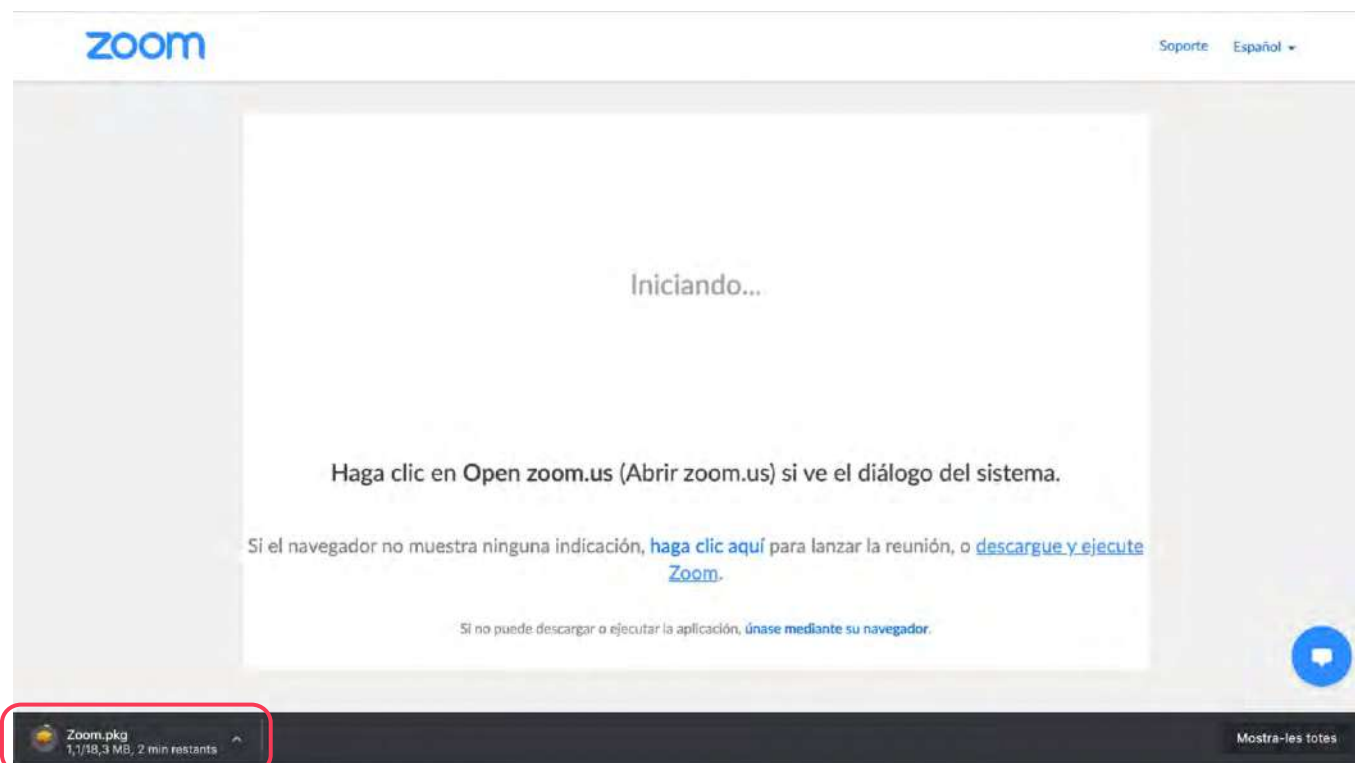 zoom
Soporte Español
Iniciando...
Haga clic en Open zoom.us (Abrir zoom.us) si ve el diálogo del sistema.
Si el navegador no muestra ninguna indicación, haga clic aquí para lanzar la reunión, o descargue y ejecute
Zoom.
Si no puede descargar o ejecutar la aplicación, únase mediante su navegador.
Zoom.pkg
1,1/18,3 MB, 2 min restants
Mostra-les totes